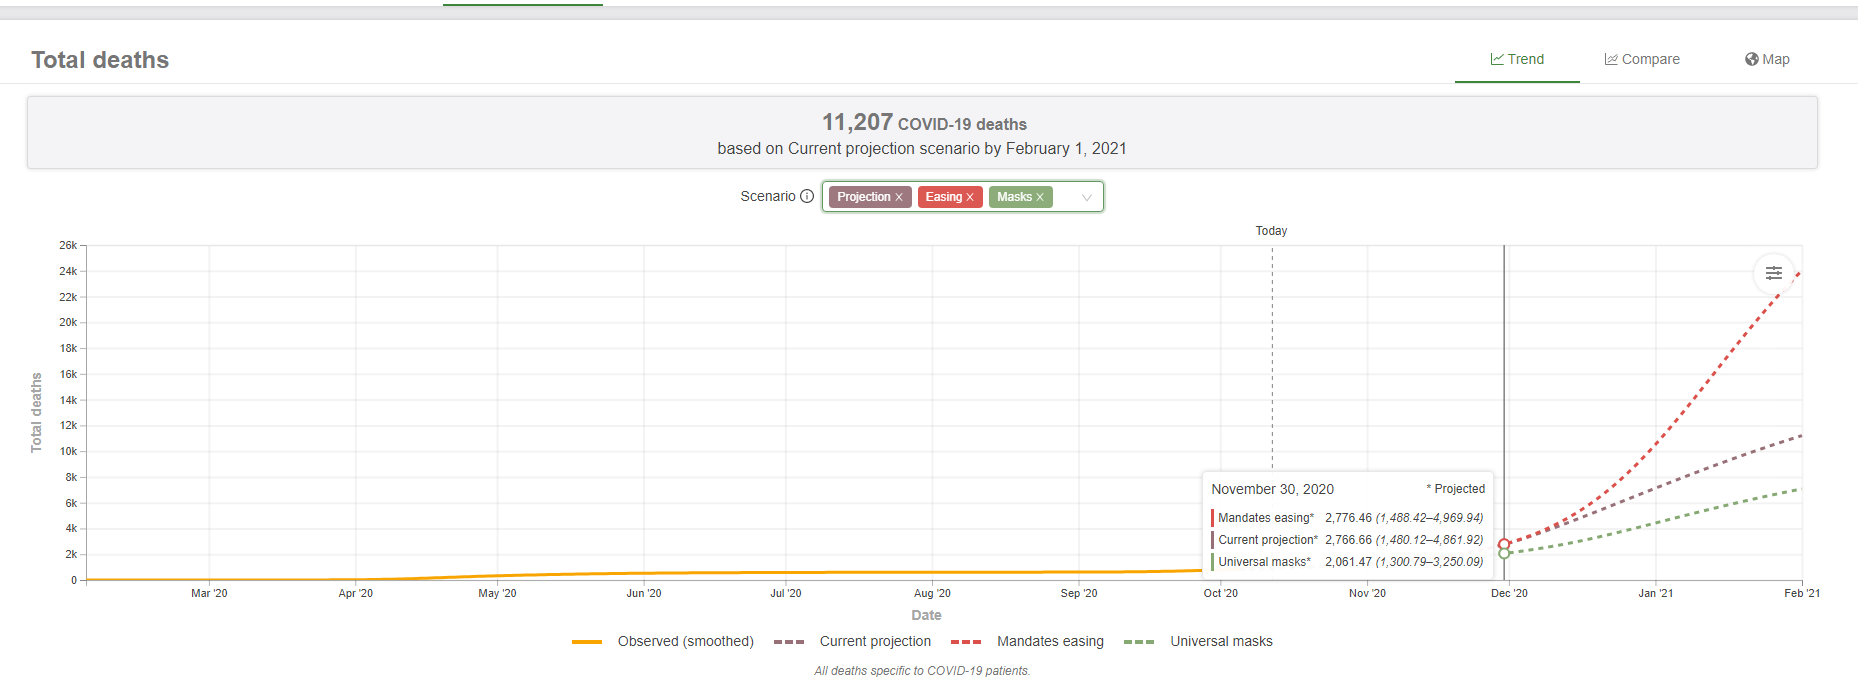 Total deaths
Trend
Compare
Map
11,207 COVID-19 deaths
based on Current projection scenario by February 1, 2021
Scenario
Projection
Easing
Masks
Today
26k
24k
22k
20k
18k
16k
14k
12k
10k
8k
6k
4k
2k
0
Total deaths
November 30, 2020 * Projected
Mandates easing* 2,776.46 (1,488.42–4,969.94)
Current projection* 2,766.66 (1,480.12–4,861.92)
Universal masks* 2,061.47 (1,300.79–3,250.09)
Mar '20 Apr '20 May '20 Jun '20 Jul '20 Aug '20 Sep '20 Oct '20 Nov '20 Dec '20 Jan '21 Feb '21
Date
Observed (smoothed) Current projection Mandates easing Universal masks
All deaths specific to COVID-19 patients.